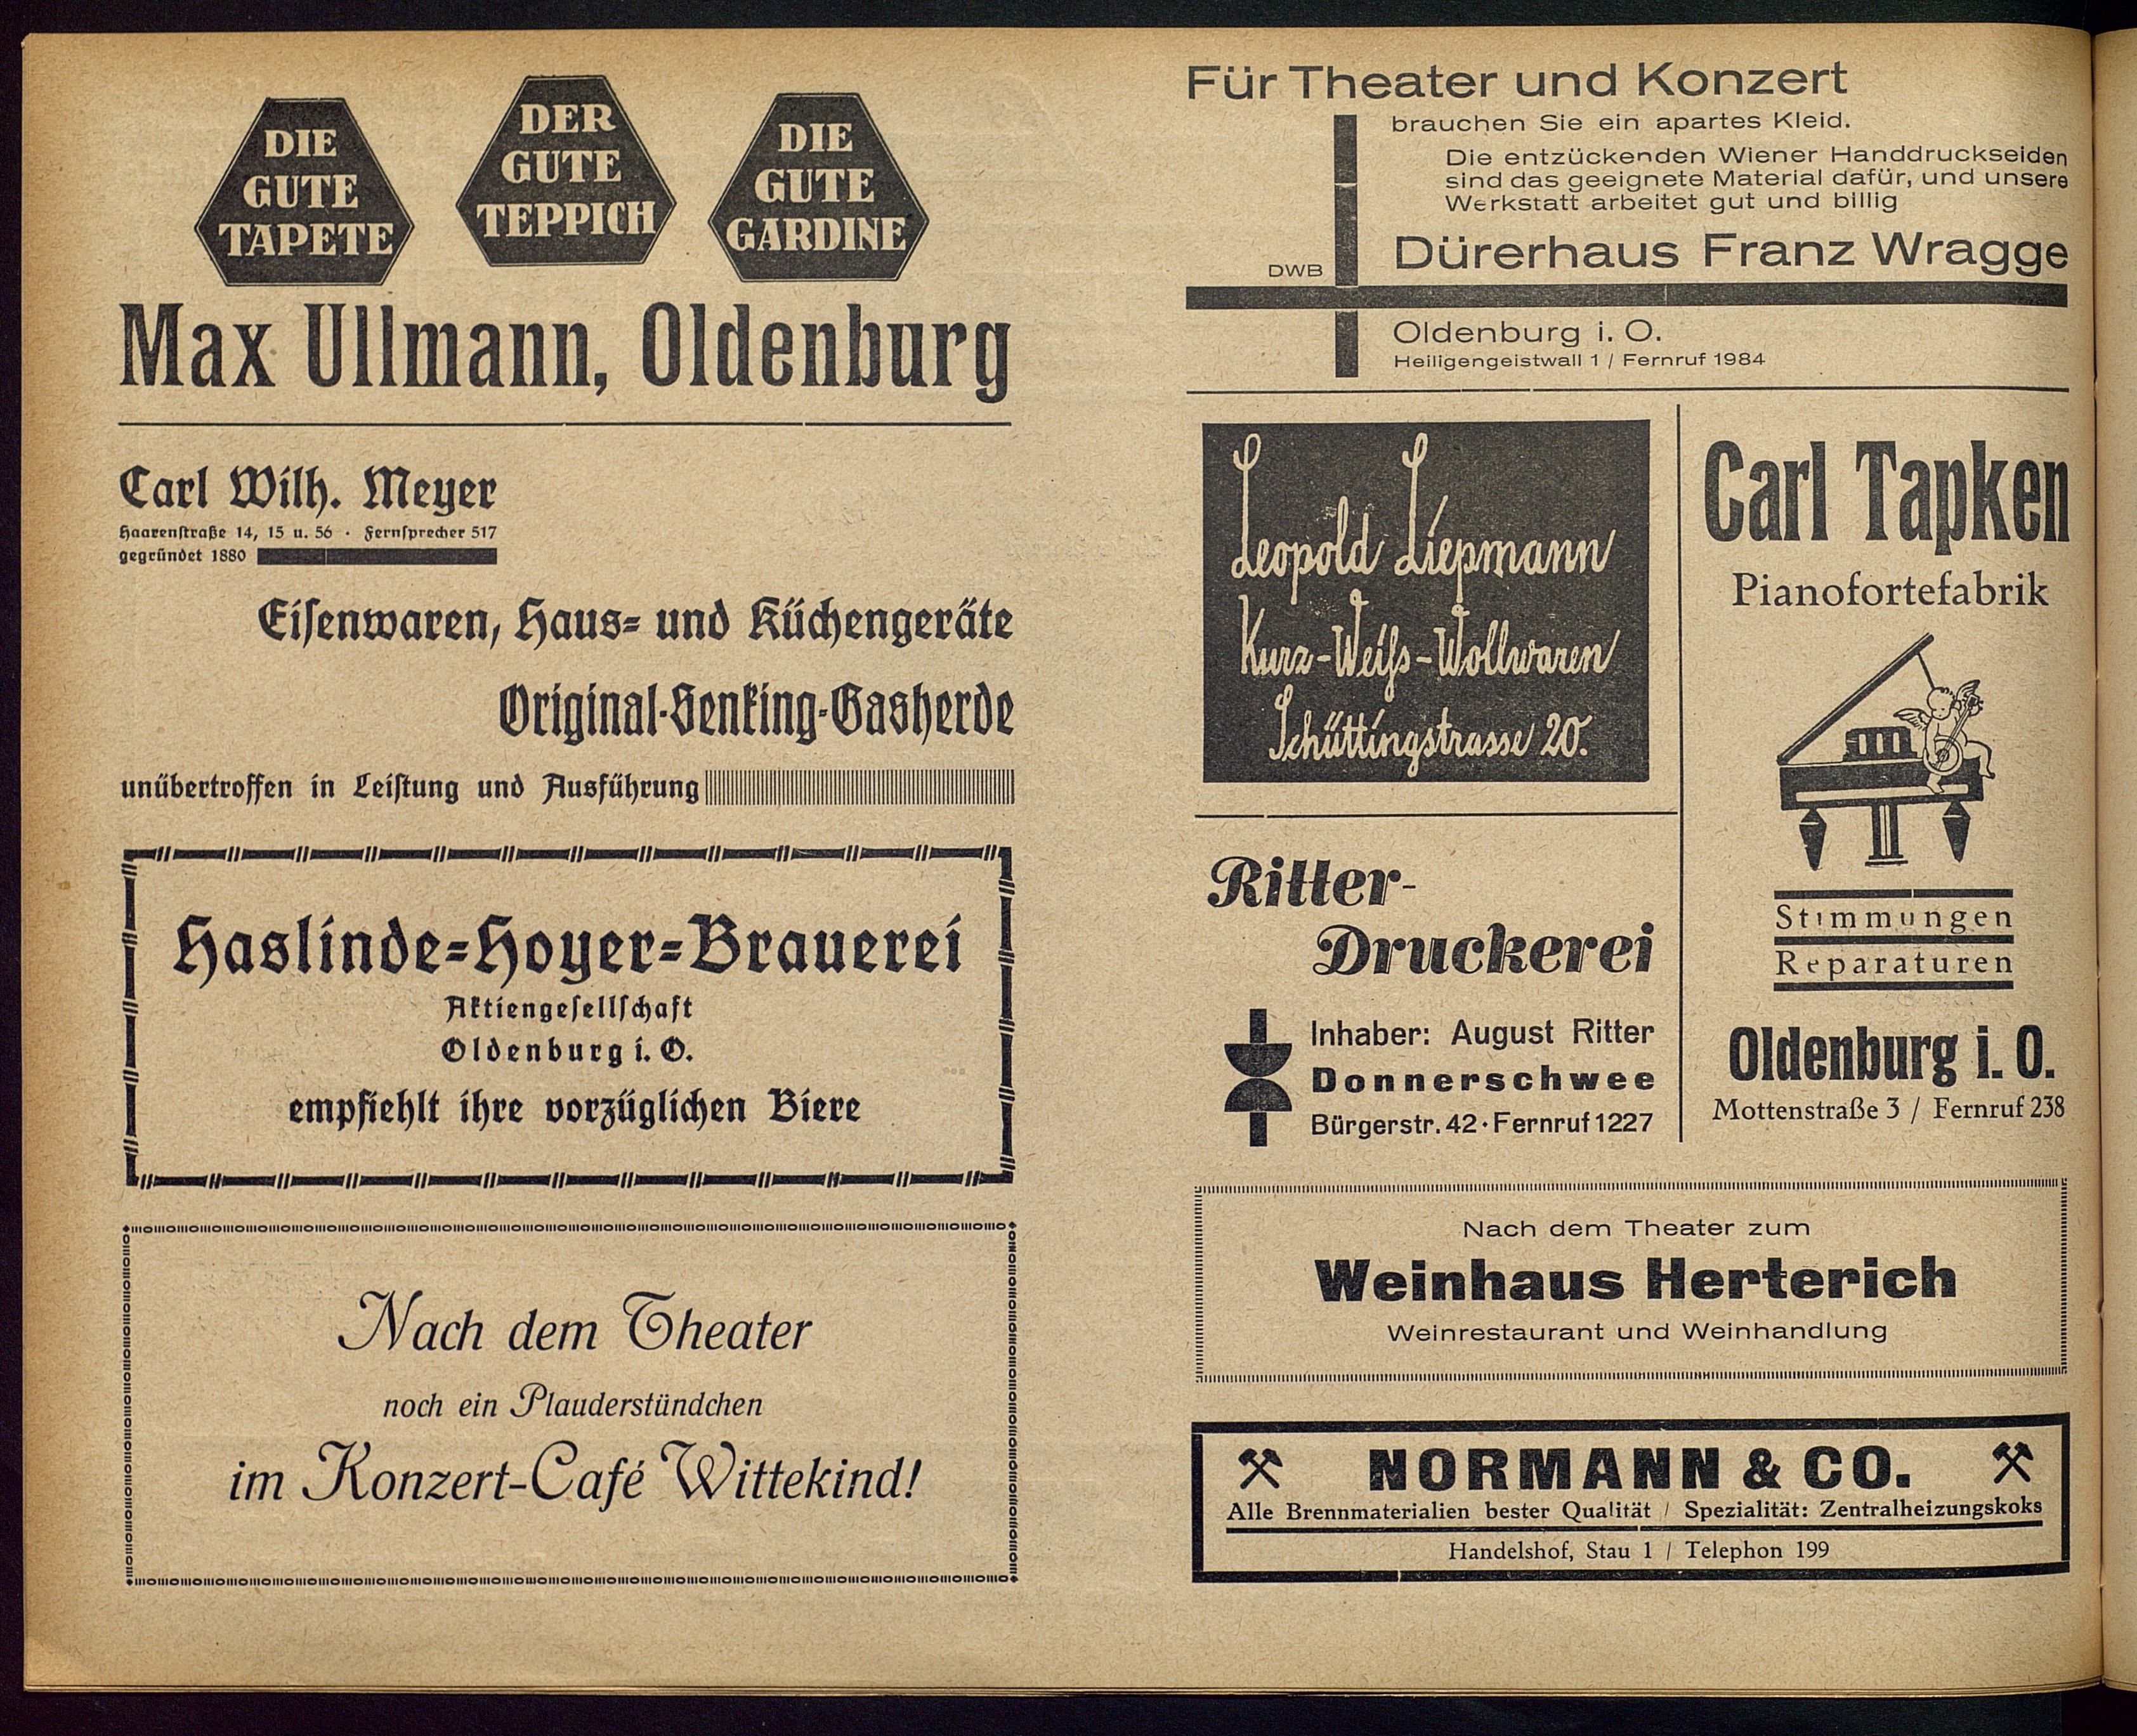 DIE
GUTE
TAPETE
DER
GUTE
TEPPICH
DIE
GUTE
GARDINE
Max Ullmann, Oldenburg
Carl Wilh. Meyer
Haarenſtraße 14, 15 u. 56 · Fernſprecher 517
gegründet 1880
Eiſenwaren, Haus- und Küchengeräte
Original-Senking-Gasherde
unübertroffen in Leiſtung und Ausführung
Haslinde-Hoyer-Brauerei
Aktiengeſellſchaft
Oldenburg i. O.
empfiehlt ihre vorzüglichen Biere
Nach dem Theater
noch ein Plauderstündchen
im Konzert-Café Wittekind!
Für Theater und Konzert
brauchen Sie ein apartes Kleid.
Die entzückenden Wiener Handdruckseiden
sind das geeignete Material dafür, und unsere
Werkstatt arbeitet gut und billig
Dürerhaus Franz Wragge
DWB
Oldenburg i. O.
Heiligengeistwall 1 / Fernruf 1984
Leopold Liepmann
Kurz-Weiſs-Wollwaren
Schüttingstrasse 20.
Ritter-
Druckerei
Inhaber: August Ritter
Donnerschwee
Bürgerstr. 42 · Fernruf 1227
Carl Tapken
Pianofortefabrik
Stimmungen
Reparaturen
Oldenburg i. O.
Mottenstraße 3 / Fernruf 238
Nach dem Theater zum
Weinhaus Herterich
Weinrestaurant und Weinhandlung
NORMANN & CO.
Alle Brennmaterialien bester Qualität / Spezialität: Zentralheizungskoks
Handelshof, Stau 1 / Telephon 199